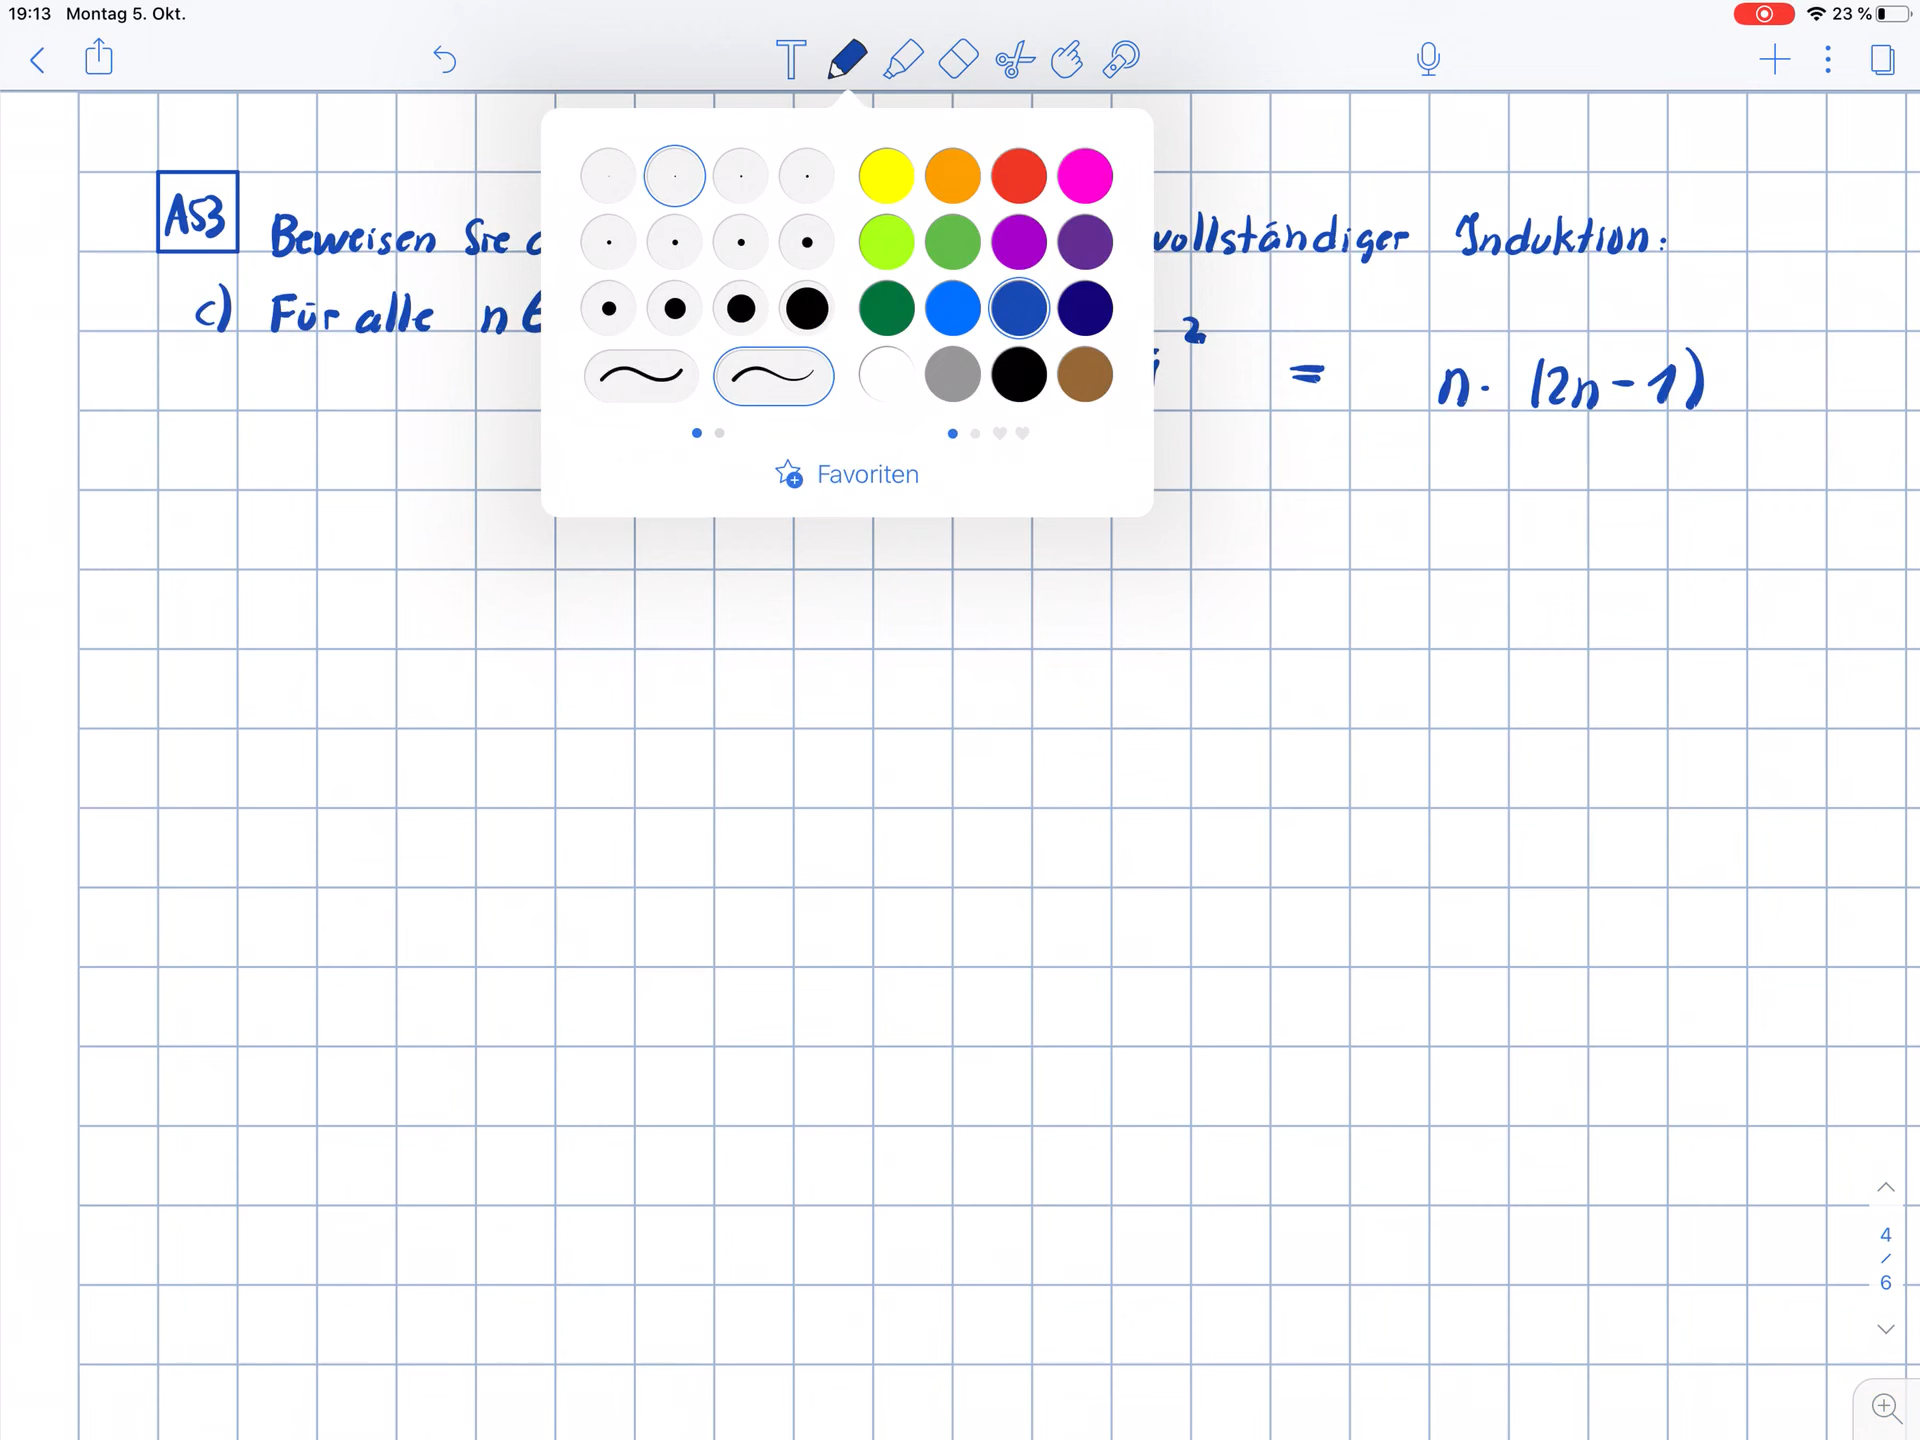 19:13 Montag 5. Okt. 23 %
T
A53
Beweisen Sie vollständiger Induktion:
c) Für alle n ∈
2 = n · (2n - 1)
Favoriten
4
/
6